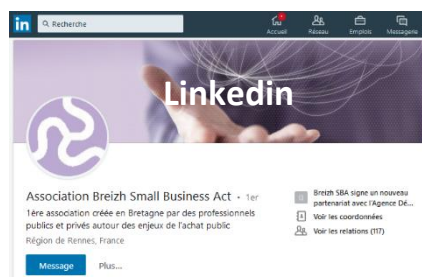 in Recherche
Accueil Réseau Emplois Messagerie
Linkedin
Association Breizh Small Business Act • 1er
1ère association créée en Bretagne par des professionnels
publics et privés autour des enjeux de l'achat public
Région de Rennes, France
Message Plus...
Breizh SBA signe un nouveau
partenariat avec l'Agence Dé...
Voir les coordonnées
Voir les relations (117)